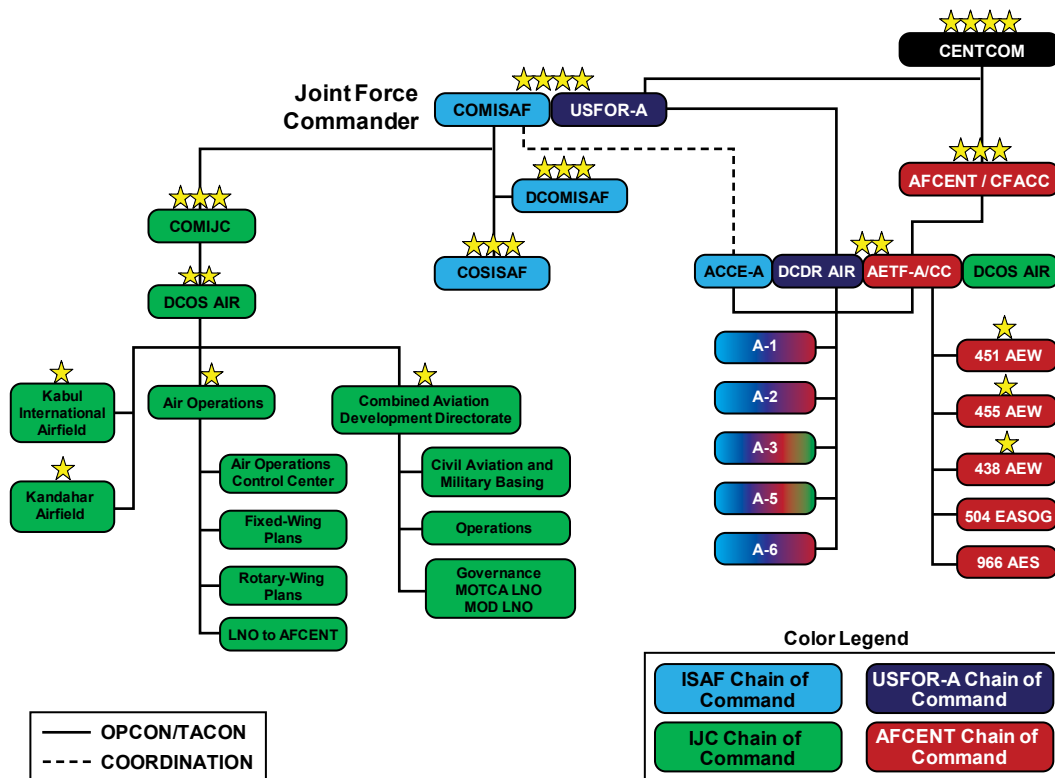 CENTCOM
Joint Force
Commander
COMISAF
USFOR-A
AFCENT / CFACC
DCOMISAF
COMIJC
COSISAF
ACCE-A
DCDR AIR
AETF-A/CC
DCOS AIR
DCOS AIR
A-1
A-2
A-3
A-5
A-6
451 AEW
455 AEW
438 AEW
504 EASOG
966 AES
Kabul
International
Airfield
Air Operations
Combined Aviation
Development Directorate
Kandahar
Airfield
Air Operations
Control Center
Fixed-Wing
Plans
Rotary-Wing
Plans
LNO to AFCENT
Civil Aviation and
Military Basing
Operations
Governance
MOTCA LNO
MOD LNO
Color Legend
ISAF Chain of
Command
USFOR-A Chain of
Command
IJC Chain of
Command
AFCENT Chain of
Command
OPCON/TACON
COORDINATION